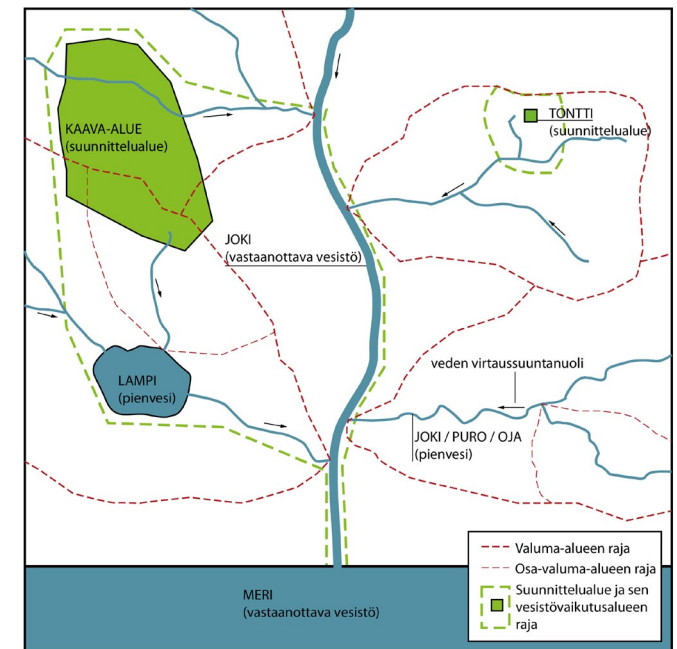 KAAVA-ALUE
(suunnittelualue)
TONTTI
(suunnittelualue)
JOKI
(vastaanottava vesistö)
veden virtaussuuntanuoli
LAMPI
(pienvesi)
JOKI / PURO / OJA
(pienvesi)
Valuma-alueen raja
Osa-valuma-alueen raja
Suunnittelualue ja sen
vesistövaikutusalueen
raja
MERI
(vastaanottava vesistö)